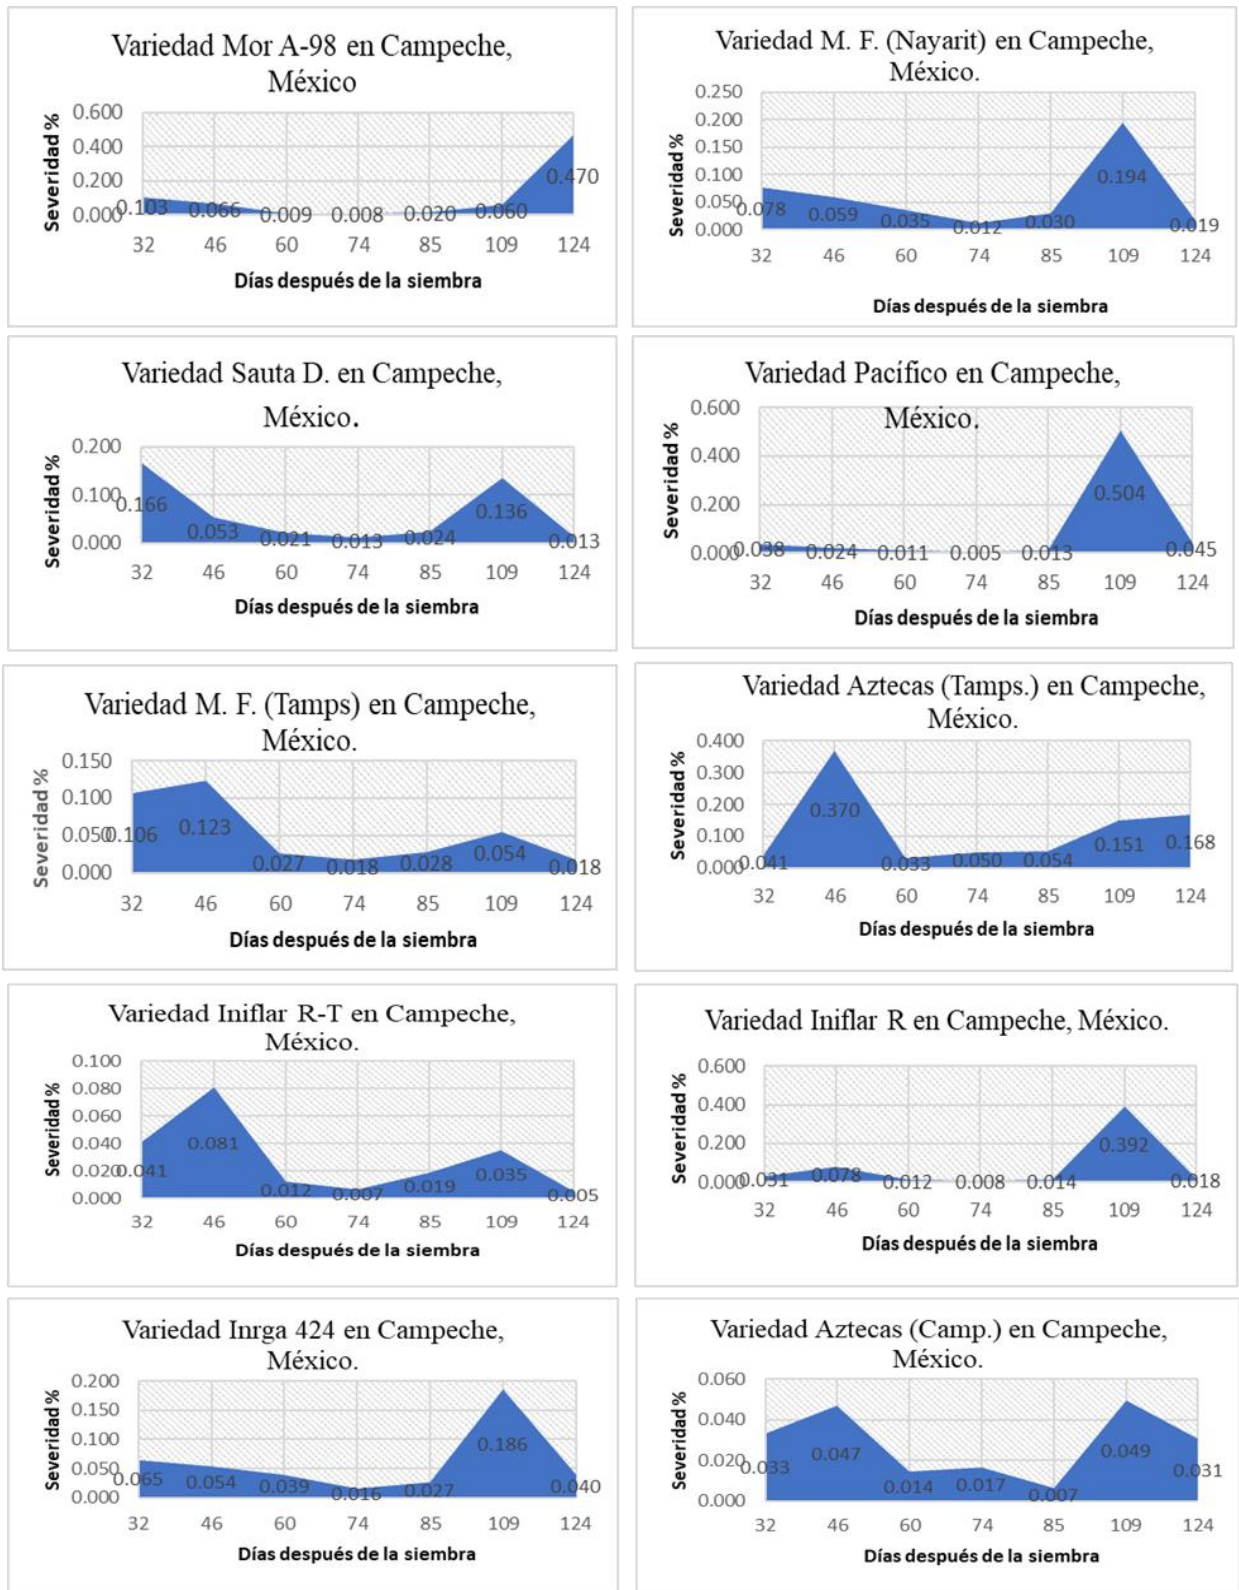 Variedad Mor A-98 en Campeche,
México
Severidad %
0.600
0.400
0.200
0.000
0.103
0.066
0.009
0.008
0.020
0.060
0.470
32 46 60 74 85 109 124
Días después de la siembra
Variedad M. F. (Nayarit) en Campeche,
México.
Severidad %
0.250
0.200
0.150
0.100
0.050
0.000
0.078
0.059
0.035
0.012
0.030
0.194
0.019
32 46 60 74 85 109 124
Días después de la siembra
Variedad Sauta D. en Campeche,
México.
Severidad %
0.200
0.100
0.000
0.166
0.053
0.021
0.013
0.024
0.136
0.013
32 46 60 74 85 109 124
Días después de la siembra
Variedad Pacífico en Campeche,
México.
Severidad %
0.600
0.400
0.200
0.000
0.038
0.024
0.011
0.005
0.013
0.504
0.045
32 46 60 74 85 109 124
Días después de la siembra
Variedad M. F. (Tamps) en Campeche,
México.
Severidad %
0.150
0.100
0.050
0.000
0.106
0.123
0.027
0.018
0.028
0.054
0.018
32 46 60 74 85 109 124
Días después de la siembra
Variedad Aztecas (Tamps.) en Campeche,
México.
Severidad %
0.400
0.300
0.200
0.100
0.000
0.041
0.370
0.033
0.050
0.054
0.151
0.168
32 46 60 74 85 109 124
Días después de la siembra
Variedad Iniflar R-T en Campeche,
México.
Severidad %
0.100
0.080
0.060
0.040
0.020
0.000
0.041
0.081
0.012
0.007
0.019
0.035
0.005
32 46 60 74 85 109 124
Días después de la siembra
Variedad Iniflar R en Campeche, México.
Severidad %
0.600
0.400
0.200
0.000
0.031
0.078
0.012
0.008
0.014
0.392
0.018
32 46 60 74 85 109 124
Días después de la siembra
Variedad Inrga 424 en Campeche,
México.
Severidad %
0.200
0.150
0.100
0.050
0.000
0.065
0.054
0.039
0.016
0.027
0.186
0.040
32 46 60 74 85 109 124
Días después de la siembra
Variedad Aztecas (Camp.) en Campeche,
México.
Severidad %
0.060
0.040
0.020
0.000
0.033
0.047
0.014
0.017
0.007
0.049
0.031
32 46 60 74 85 109 124
Días después de la siembra